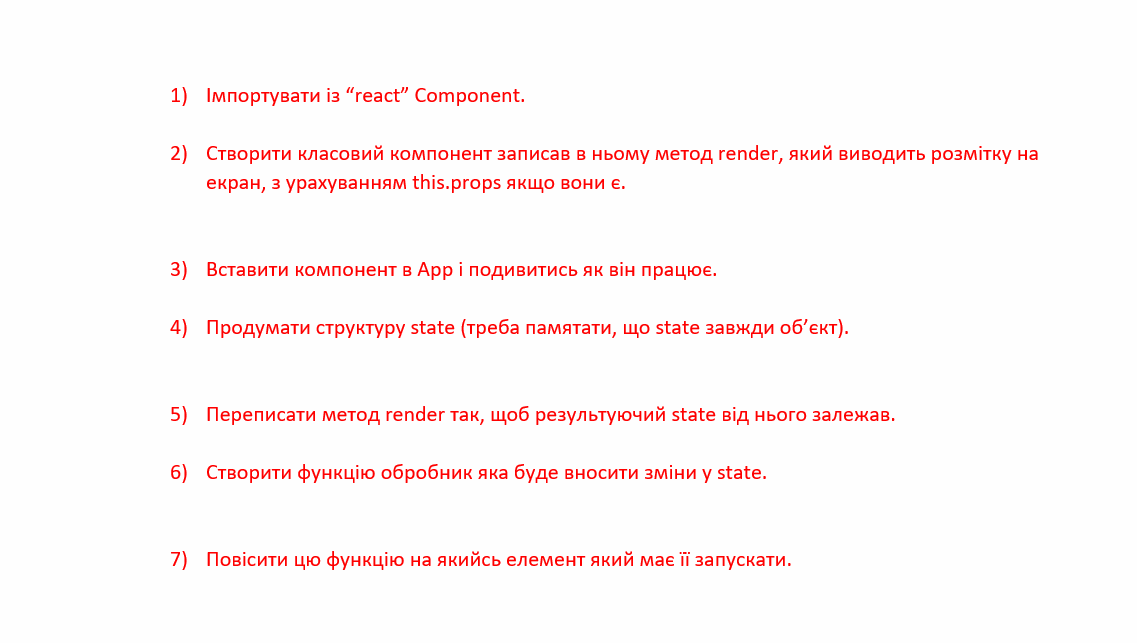 1) Імпортувати із “react” Component.
2) Створити класовий компонент записав в ньому метод render, який виводить розмітку на
екран, з урахуванням this.props якщо вони є.
3) Вставити компонент в App і подивитись як він працює.
4) Продумати структуру state (треба памятати, що state завжди об’єкт).
5) Переписати метод render так, щоб результуючий state від нього залежав.
6) Створити функцію обробник яка буде вносити зміни у state.
7) Повісити цю функцію на якийсь елемент який має її запускати.